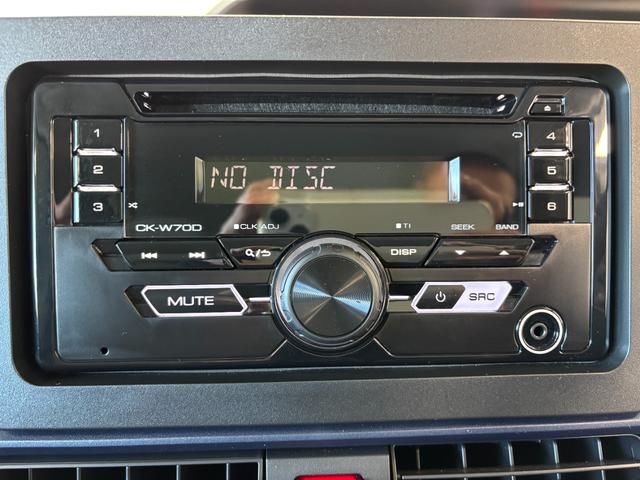 1
2
3
4
5
6
NO DISC
CK-W70D
CLK ADJ
TI
SEEK
BAND
DISP
MUTE
SRC